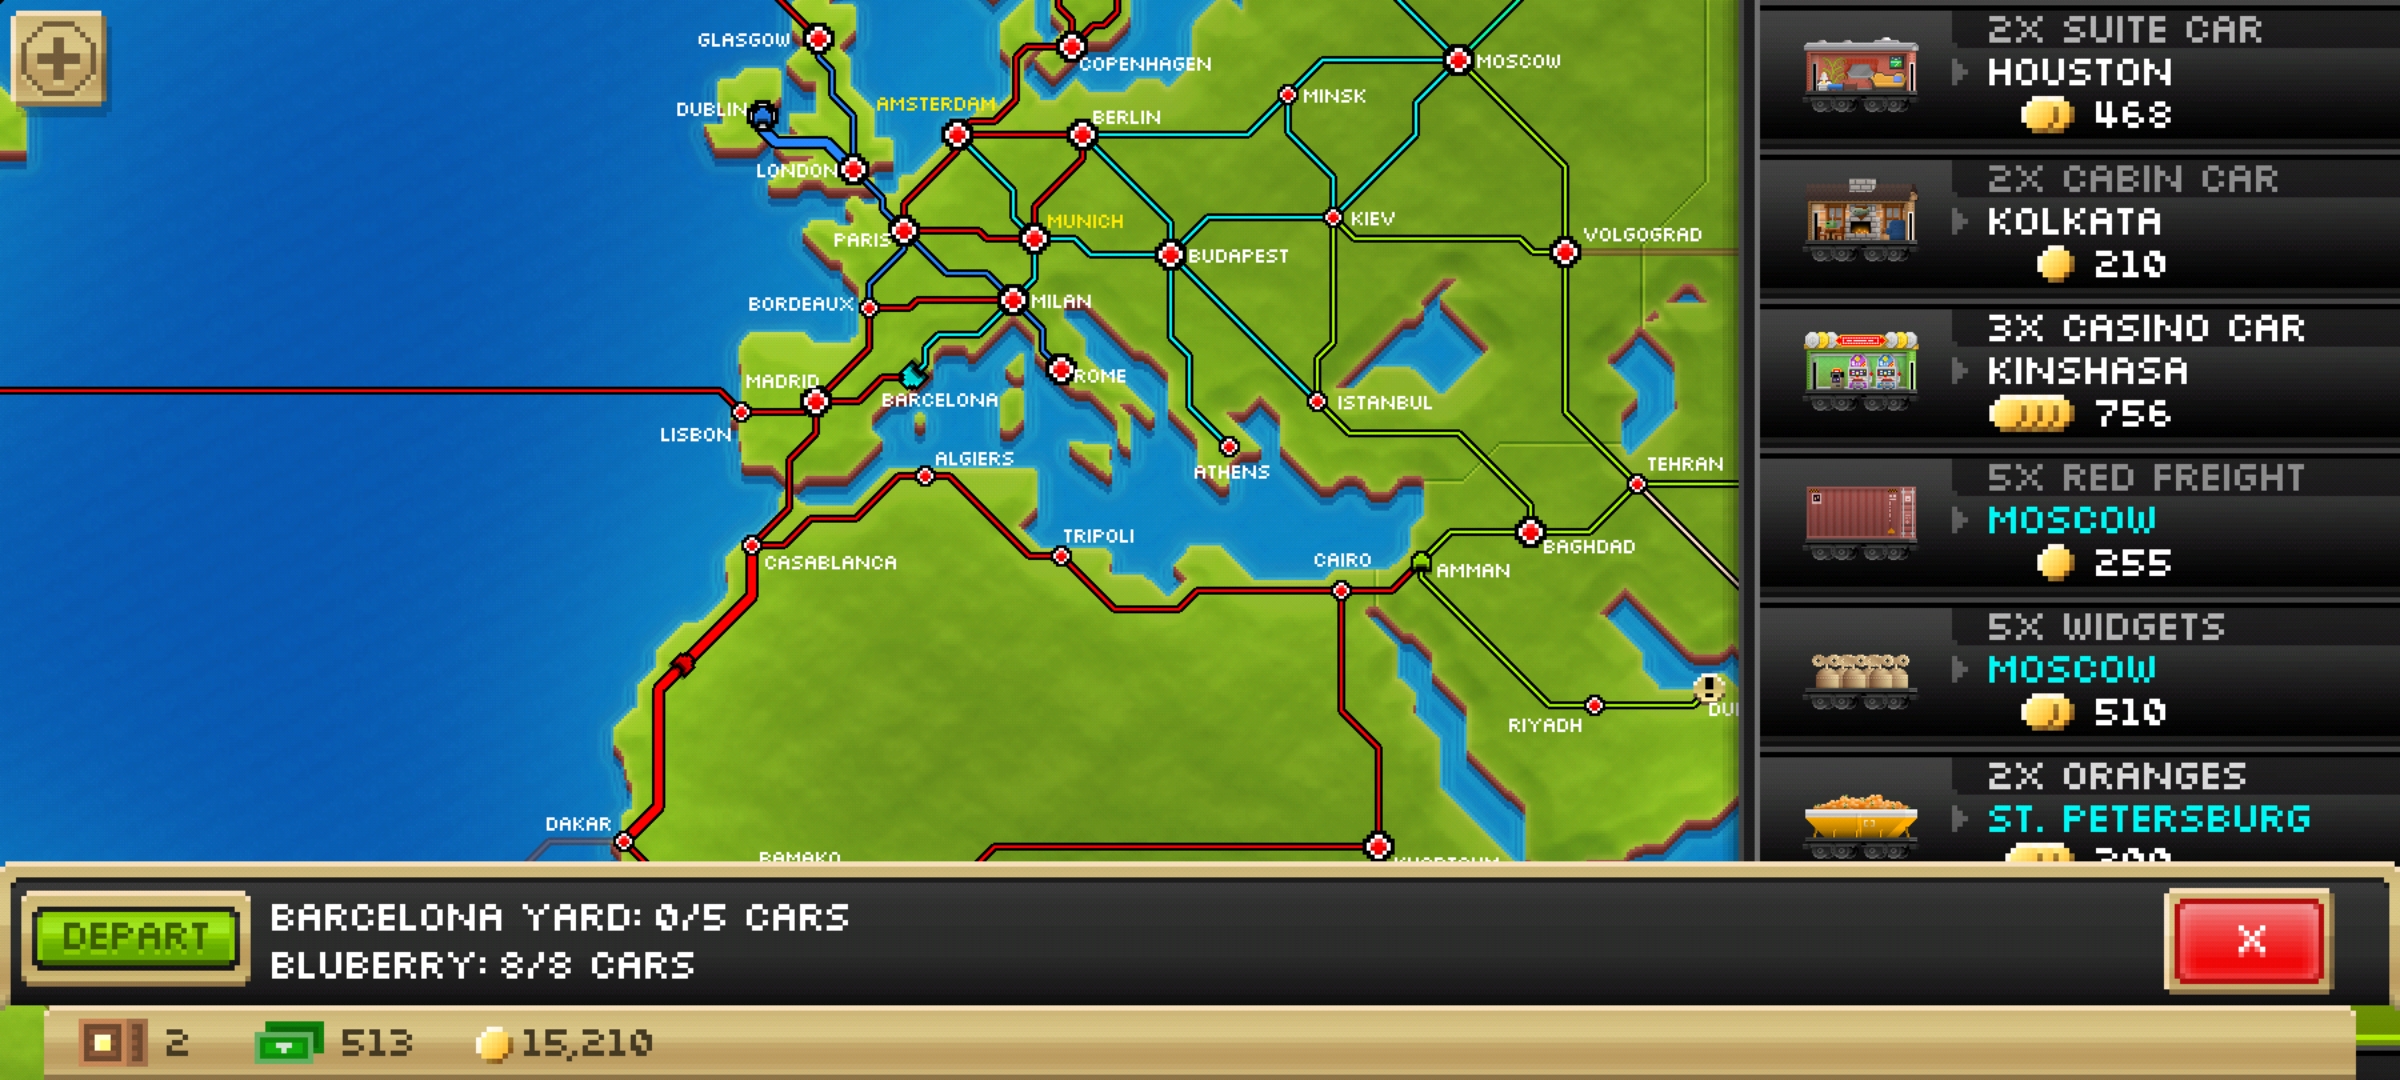 GLASGOW
COPENHAGEN
MOSCOW
AMSTERDAM
MINSK
DUBLIN
BERLIN
LONDON
MUNICH
KIEV
PARIS
VOLGOGRAD
BUDAPEST
BORDEAUX
MILAN
MADRID
ROME
BARCELONA
ISTANBUL
LISBON
ALGIERS
ATHENS
TEHRAN
TRIPOLI
CASABLANCA
CAIRO
BAGHDAD
AMMAN
RIYADH
DAKAR
BAMAKO
2X SUITE CAR
HOUSTON
468
2X CABIN CAR
KOLKATA
210
3X CASINO CAR
KINSHASA
756
5X RED FREIGHT
MOSCOW
255
5X WIDGETS
MOSCOW
510
2X ORANGES
ST. PETERSBURG
DEPART
BARCELONA YARD: 0/5 CARS
BLUBERRY: 8/8 CARS
X
2
513
15,210